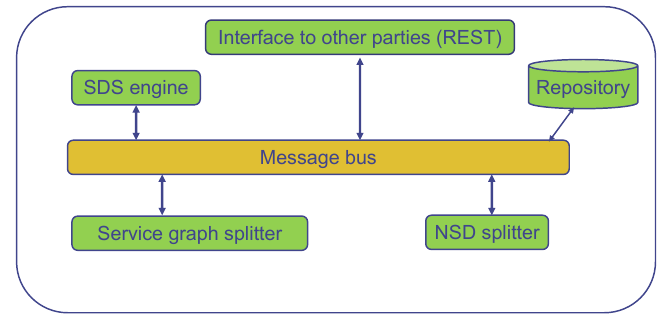 Interface to other parties (REST)
SDS engine
Repository
Message bus
Service graph splitter
NSD splitter